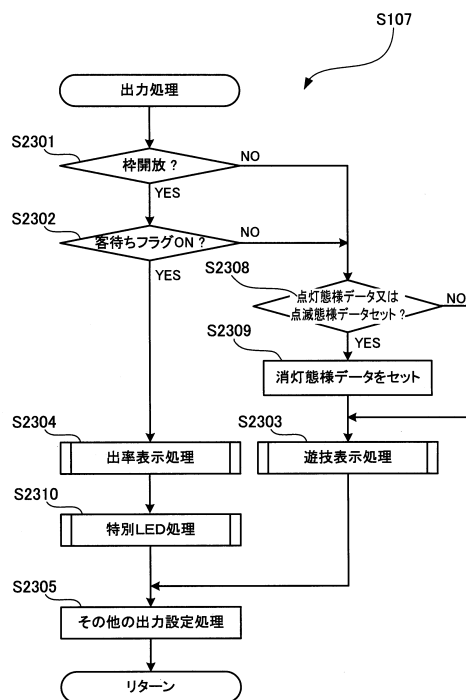 S107
出力処理
S2301
枠開放？
NO
YES
S2302
客待ちフラグON？
NO
YES
S2308
点灯態様データ又は
点滅態様データセット？
NO
YES
S2309
消灯態様データをセット
S2304
出率表示処理
S2303
遊技表示処理
S2310
特別LED処理
S2305
その他の出力設定処理
リターン